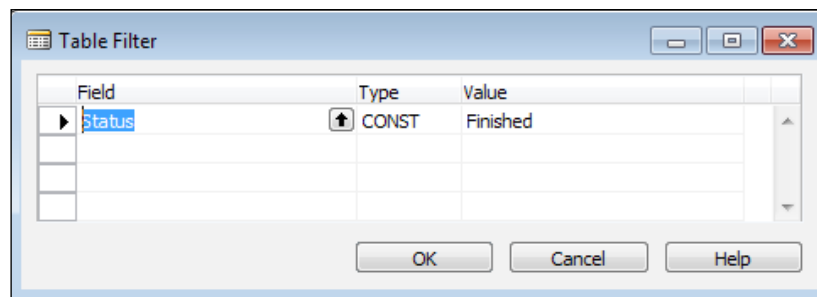 Table Filter
Field Type Value
Status CONST Finished
OK Cancel Help